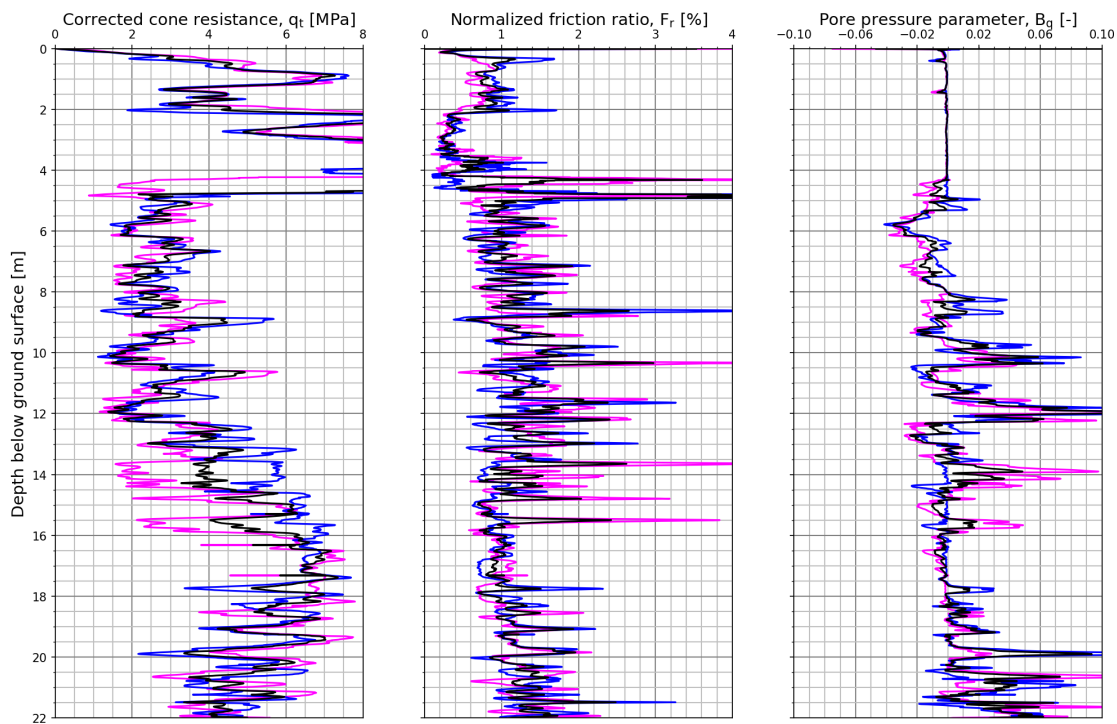 Corrected cone resistance, qt [MPa]
Normalized friction ratio, Fr [%]
Pore pressure parameter, Bq [-]
0 2 4 6 8
0 1 2 3 4
−0.10 −0.06 −0.02 0.02 0.06 0.10
Depth below ground surface [m]
0
2
4
6
8
10
12
14
16
18
20
22